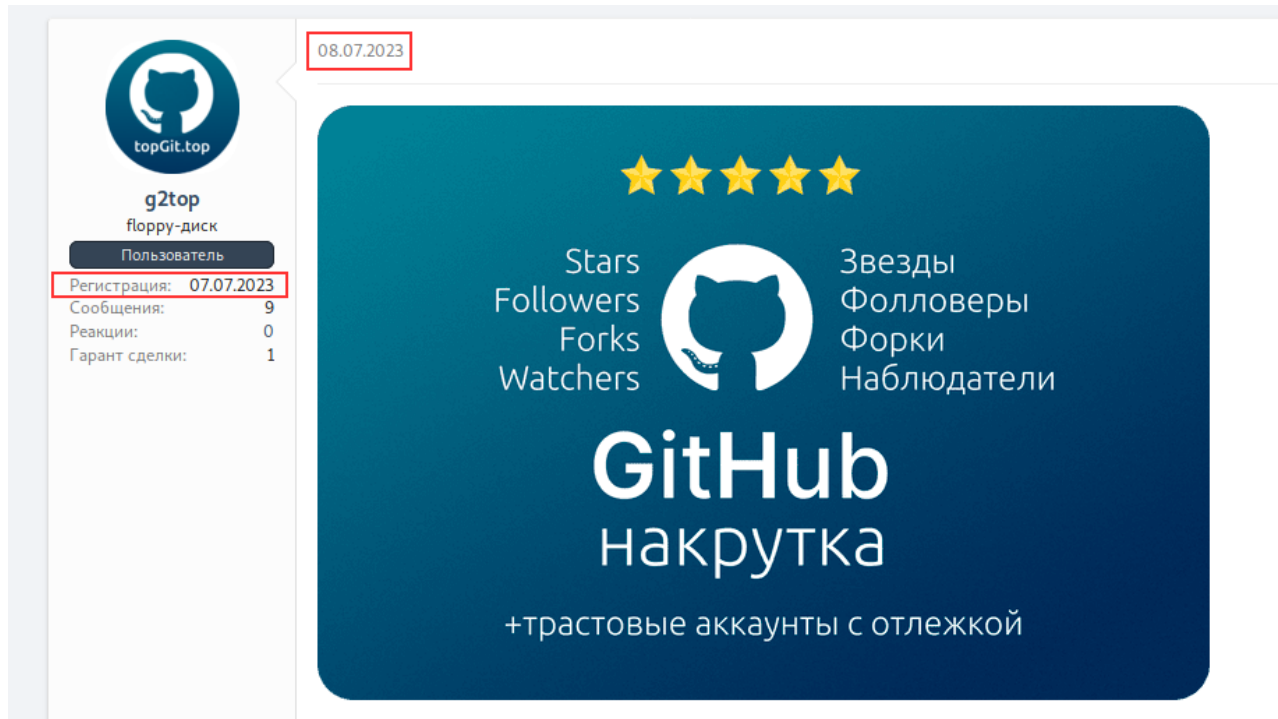 topGit.top
g2top
floppy-диск
Пользователь
Регистрация: 07.07.2023
Сообщения: 9
Реакции: 0
Гарант сделки: 1
08.07.2023
Stars
Followers
Forks
Watchers
Звезды
Фолловеры
Форки
Наблюдатели
GitHub
накрутка
+трастовые аккаунты с отлежкой